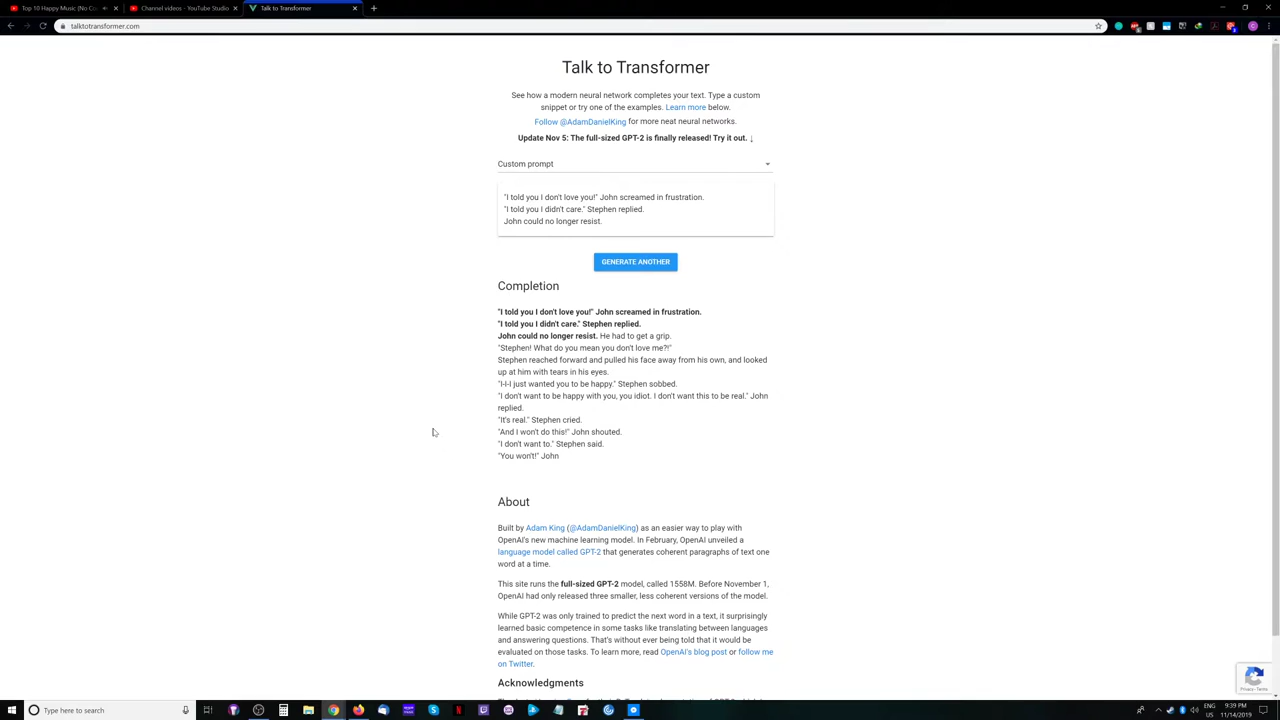 Top 10 Happy Music (No Co
Channel videos - YouTube Studio
Talk to Transformer
talktotransformer.com
Talk to Transformer
See how a modern neural network completes your text. Type a custom
snippet or try one of the examples. Learn more below.
Follow @AdamDanielKing for more neat neural networks.
Update Nov 5: The full-sized GPT-2 is finally released! Try it out. ↓
Custom prompt
"I told you I don't love you!" John screamed in frustration.
"I told you I didn't care." Stephen replied.
John could no longer resist.
GENERATE ANOTHER
Completion
"I told you I don't love you!" John screamed in frustration.
"I told you I didn't care." Stephen replied.
John could no longer resist. He had to get a grip.
"Stephen! What do you mean you don't love me?!"
Stephen reached forward and pulled his face away from his own, and looked
up at him with tears in his eyes.
"I-I-I just wanted you to be happy." Stephen sobbed.
"I don't want to be happy with you, you idiot. I don't want this to be real." John
replied.
"It's real." Stephen cried.
"And I won't do this!" John shouted.
"I don't want to." Stephen said.
"You won't!" John
About
Built by Adam King (@AdamDanielKing) as an easier way to play with
OpenAI's new machine learning model. In February, OpenAI unveiled a
language model called GPT-2 that generates coherent paragraphs of text one
word at a time.
This site runs the full-sized GPT-2 model, called 1558M. Before November 1,
OpenAI had only released three smaller, less coherent versions of the model.
While GPT-2 was only trained to predict the next word in a text, it surprisingly
learned basic competence in some tasks like translating between languages
and answering questions. That's without ever being told that it would be
evaluated on those tasks. To learn more, read OpenAI's blog post or follow me
on Twitter.
Acknowledgments
Privacy - Terms
Type here to search
ENG
US
9:39 PM
11/14/2019